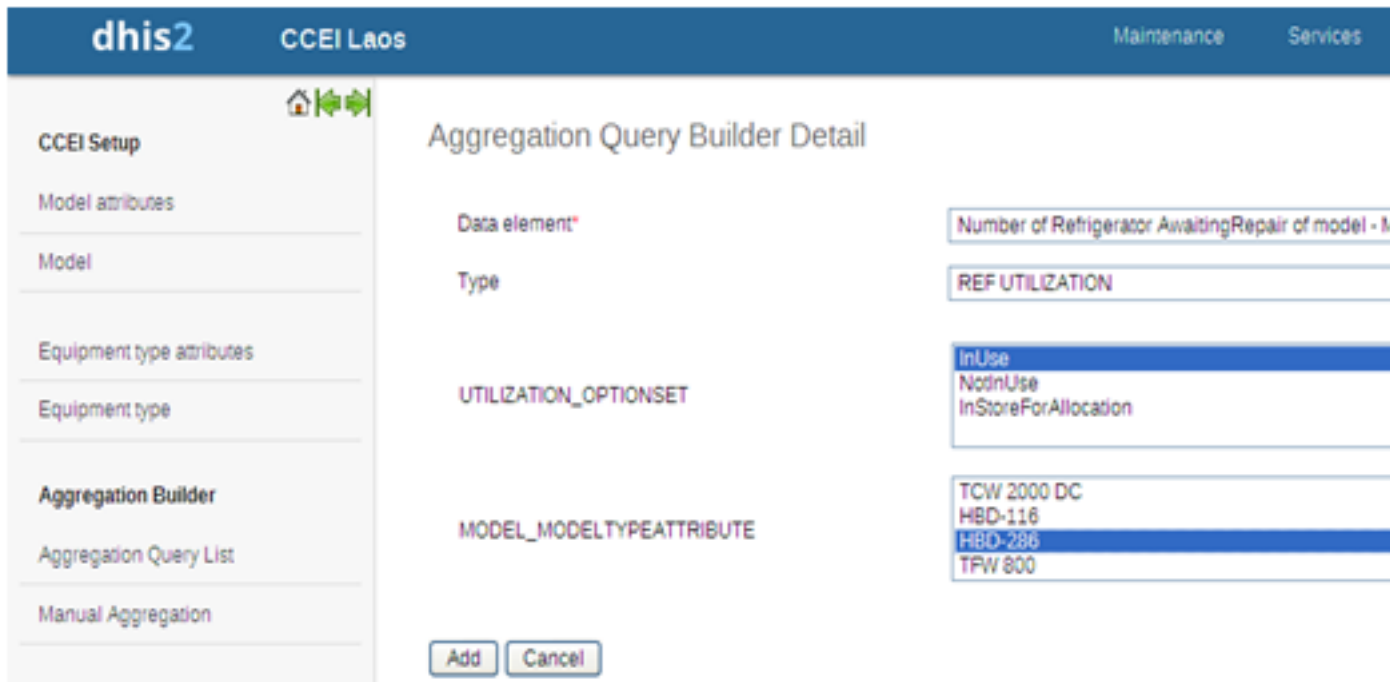 dhis2 CCEI Laos Maintenance Services
CCEI Setup
Model attributes
Model
Equipment type attributes
Equipment type
Aggregation Builder
Aggregation Query List
Manual Aggregation
Aggregation Query Builder Detail
Data element* Number of Refrigerator AwaitingRepair of model - M
Type REF UTILIZATION
UTILIZATION_OPTIONSET
InUse
NotInUse
InStoreForAllocation
MODEL_MODELTYPEATTRIBUTE
TCW 2000 DC
HBD-116
HBD-286
TFW 800
Add Cancel